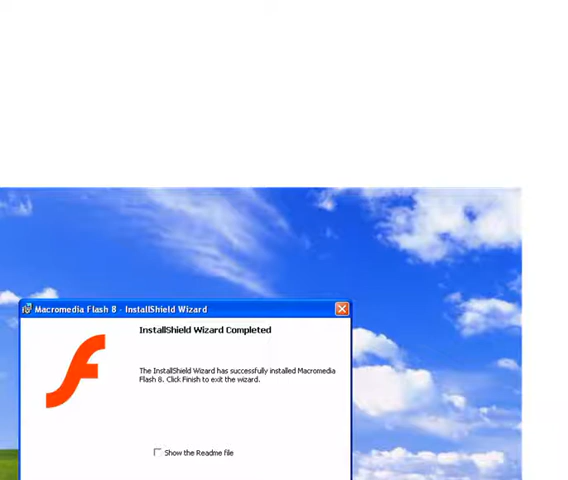 Macromedia Flash 8 - InstallShield Wizard
InstallShield Wizard Completed
The InstallShield Wizard has successfully installed Macromedia
Flash 8. Click Finish to exit the wizard.
Show the Readme file